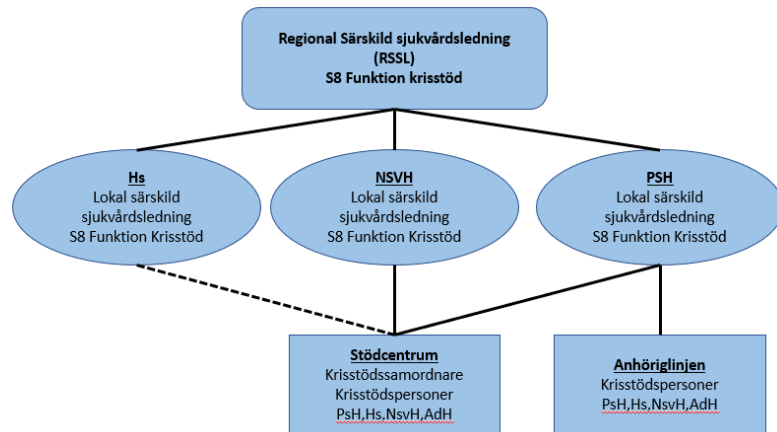 Regional Särskild sjukvårdsledning
(RSSL)
S8 Funktion krisstöd
Hs
Lokal särskild
sjukvårdsledning
S8 Funktion Krisstöd
NSVH
Lokal särskild
sjukvårdsledning
S8 Funktion Krisstöd
PSH
Lokal särskild
sjukvårdsledning
S8 Funktion Krisstöd
Stödcentrum
Krisstödssamordnare
Krisstödspersoner
PsH,Hs,NsvH,AdH
Anhöriglinjen
Krisstödspersoner
PsH,Hs,NsvH,AdH